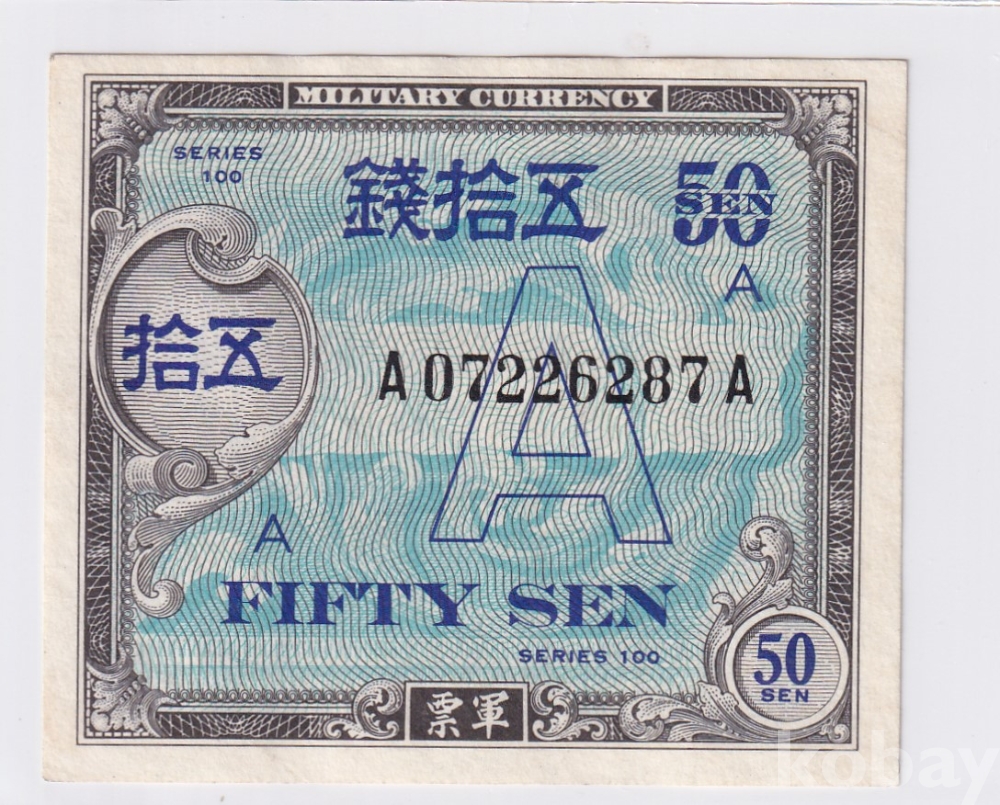 MILITARY CURRENCY
SERIES
100
錢拾五
50
SEN
A
拾五
A07226287A
A
A
FIFTY SEN
SERIES 100
50
SEN
票軍
kobay